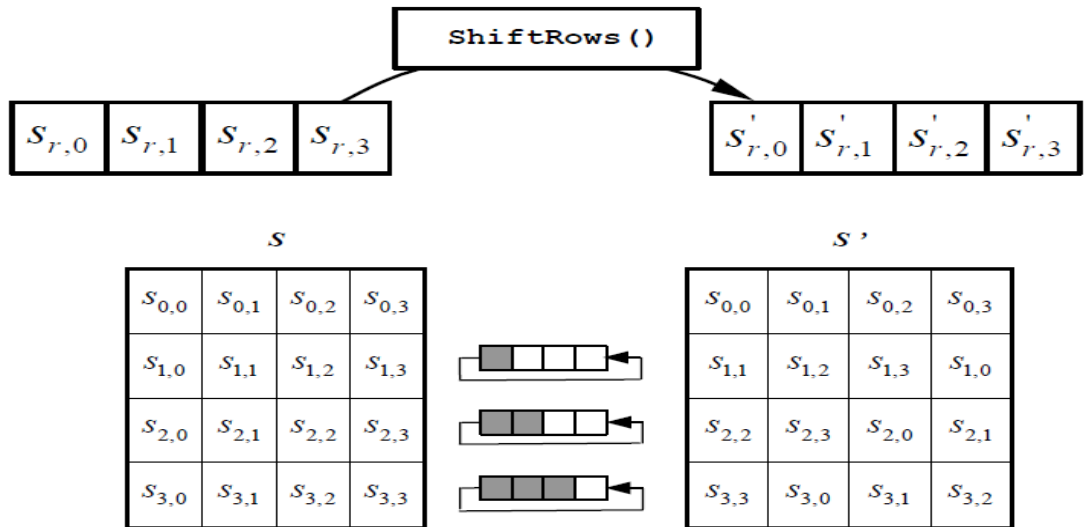 ShiftRows()
S r,0 S r,1 S r,2 S r,3 S' r,0 S' r,1 S' r,2 S' r,3
S S'
S 0,0 S 0,1 S 0,2 S 0,3 S 0,0 S 0,1 S 0,2 S 0,3
S 1,0 S 1,1 S 1,2 S 1,3 S 1,1 S 1,2 S 1,3 S 1,0
S 2,0 S 2,1 S 2,2 S 2,3 S 2,2 S 2,3 S 2,0 S 2,1
S 3,0 S 3,1 S 3,2 S 3,3 S 3,3 S 3,0 S 3,1 S 3,2